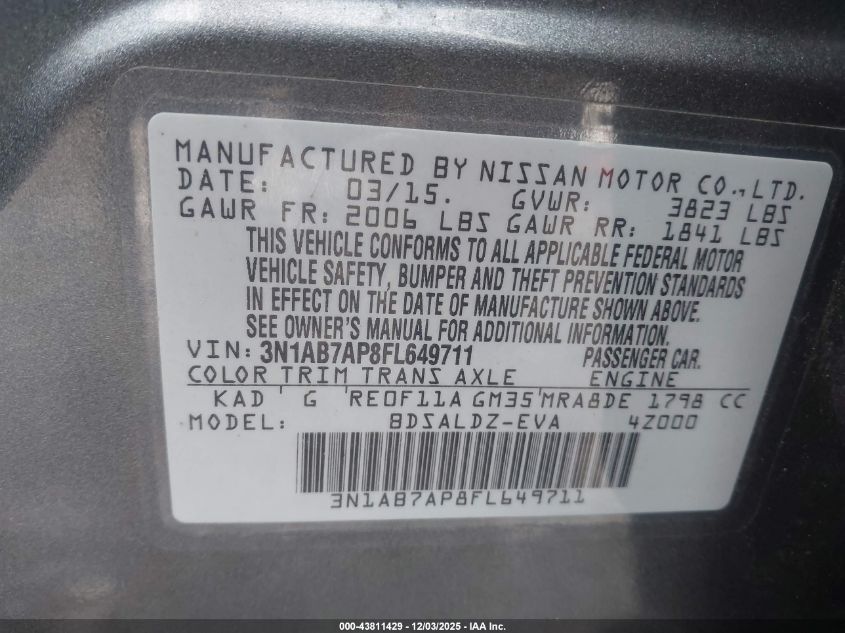 MANUFACTURED BY NISSAN MOTOR CO.,LTD.
DATE: 03/15. GVWR: 3823 LBS
GAWR FR: 2006 LBS GAWR RR: 1841 LBS
THIS VEHICLE CONFORMS TO ALL APPLICABLE FEDERAL MOTOR
VEHICLE SAFETY, BUMPER AND THEFT PREVENTION STANDARDS
IN EFFECT ON THE DATE OF MANUFACTURE SHOWN ABOVE.
SEE OWNER'S MANUAL FOR ADDITIONAL INFORMATION.
VIN: 3N1AB7AP8FL649711 PASSENGER CAR.
COLOR TRIM TRANS AXLE ENGINE
KAD G RE0F11A GM35 MRA8DE 1798 CC
MODEL: BDSALDZ-EVA 4Z000
3N1AB7AP8FL649711
000-43811429 - 12/03/2025 - IAA Inc.